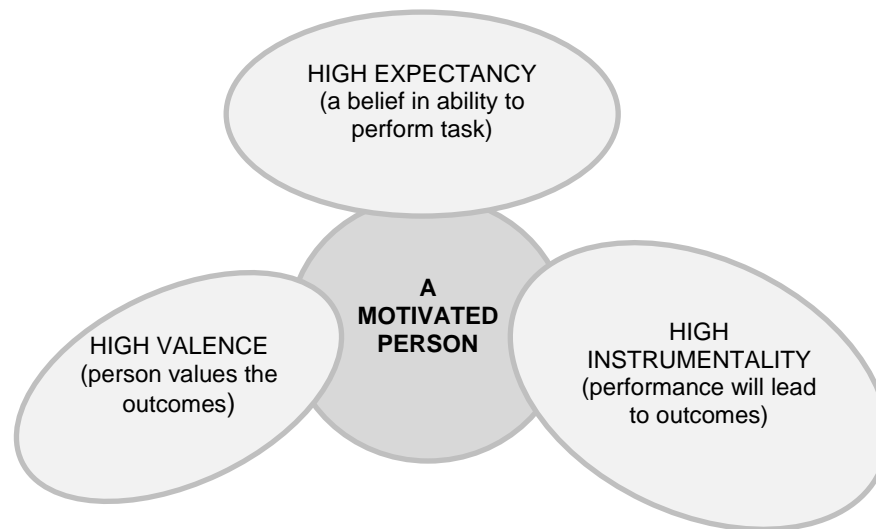 HIGH EXPECTANCY
(a belief in ability to
perform task)
A
MOTIVATED
PERSON
HIGH VALENCE
(person values the
outcomes)
HIGH
INSTRUMENTALITY
(performance will lead
to outcomes)